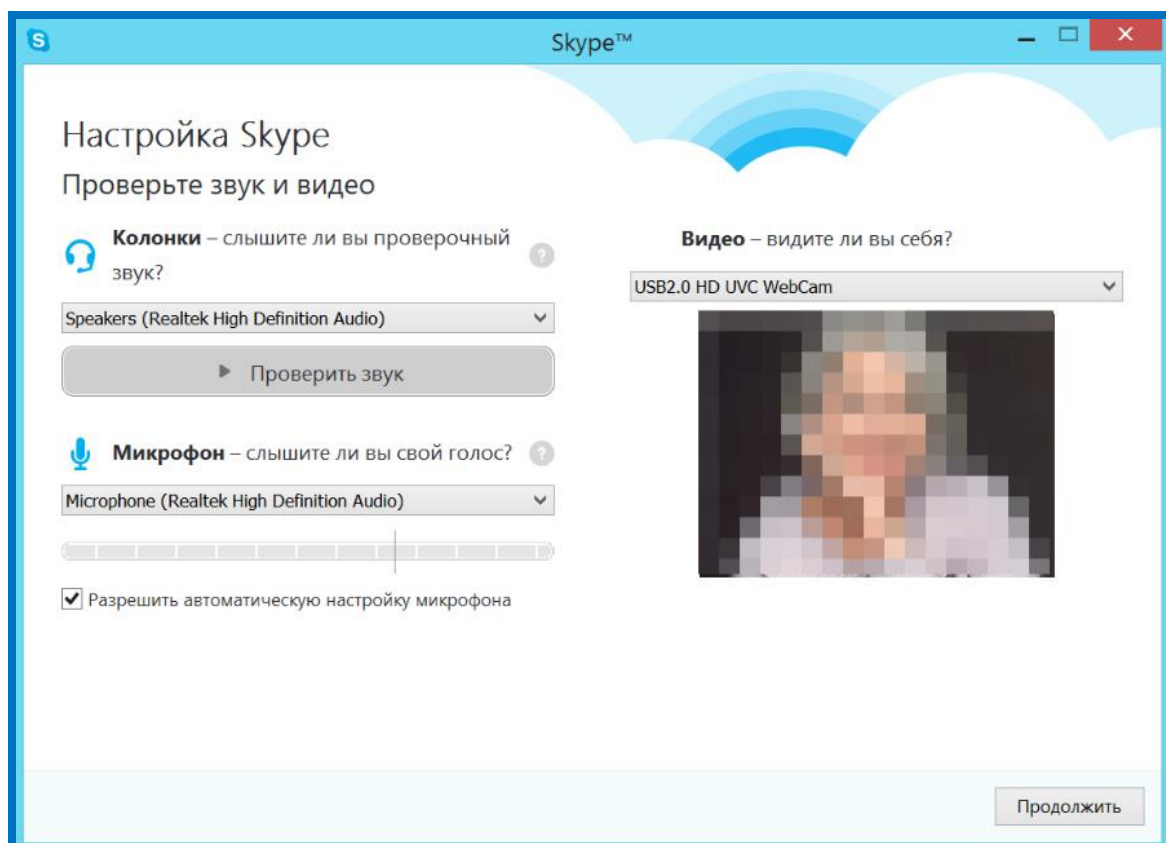 Skype™
Настройка Skype
Проверьте звук и видео
Колонки – слышите ли вы проверочный
звук?
?
Speakers (Realtek High Definition Audio)
Проверить звук
Микрофон – слышите ли вы свой голос?
?
Microphone (Realtek High Definition Audio)
Разрешить автоматическую настройку микрофона
Видео – видите ли вы себя?
USB2.0 HD UVC WebCam
Продолжить